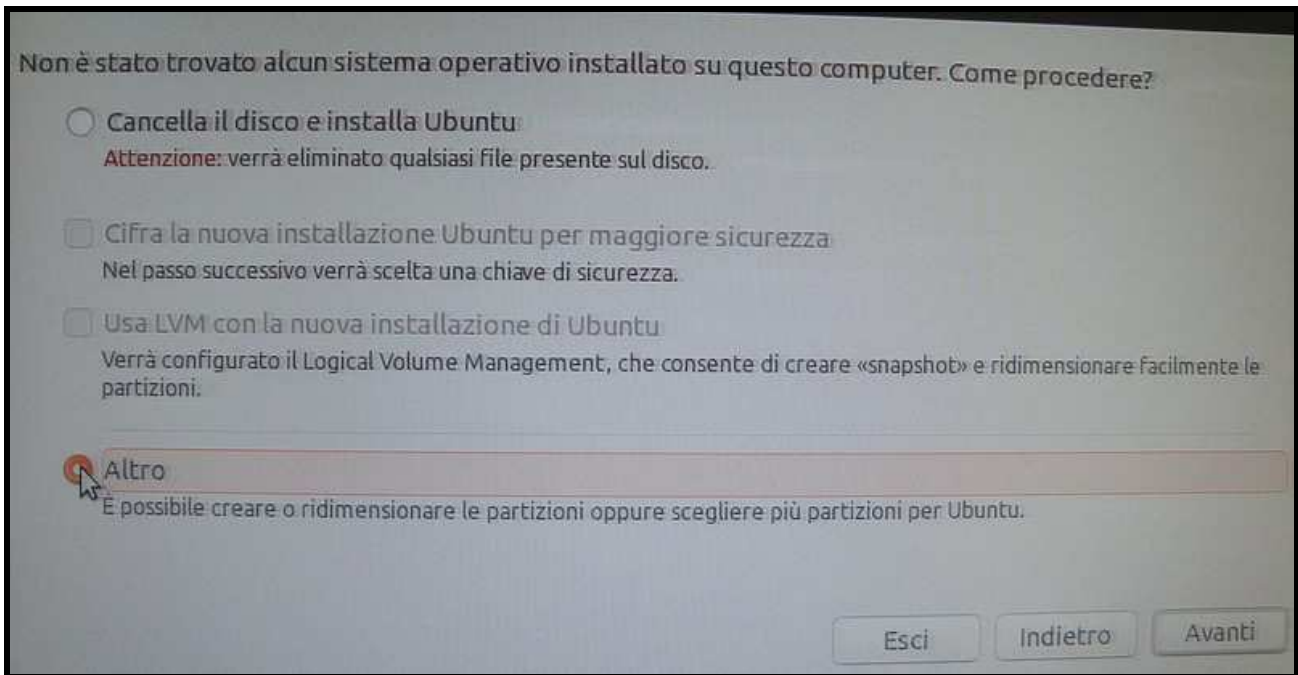 Non è stato trovato alcun sistema operativo installato su questo computer. Come procedere?
Cancella il disco e installa Ubuntu
Attenzione: verrà eliminato qualsiasi file presente sul disco.
Cifra la nuova installazione Ubuntu per maggiore sicurezza
Nel passo successivo verrà scelta una chiave di sicurezza.
Usa LVM con la nuova installazione di Ubuntu
Verrà configurato il Logical Volume Management, che consente di creare «snapshot» e ridimensionare facilmente le
partizioni.
Altro
È possibile creare o ridimensionare le partizioni oppure scegliere più partizioni per Ubuntu.
Esci Indietro Avanti